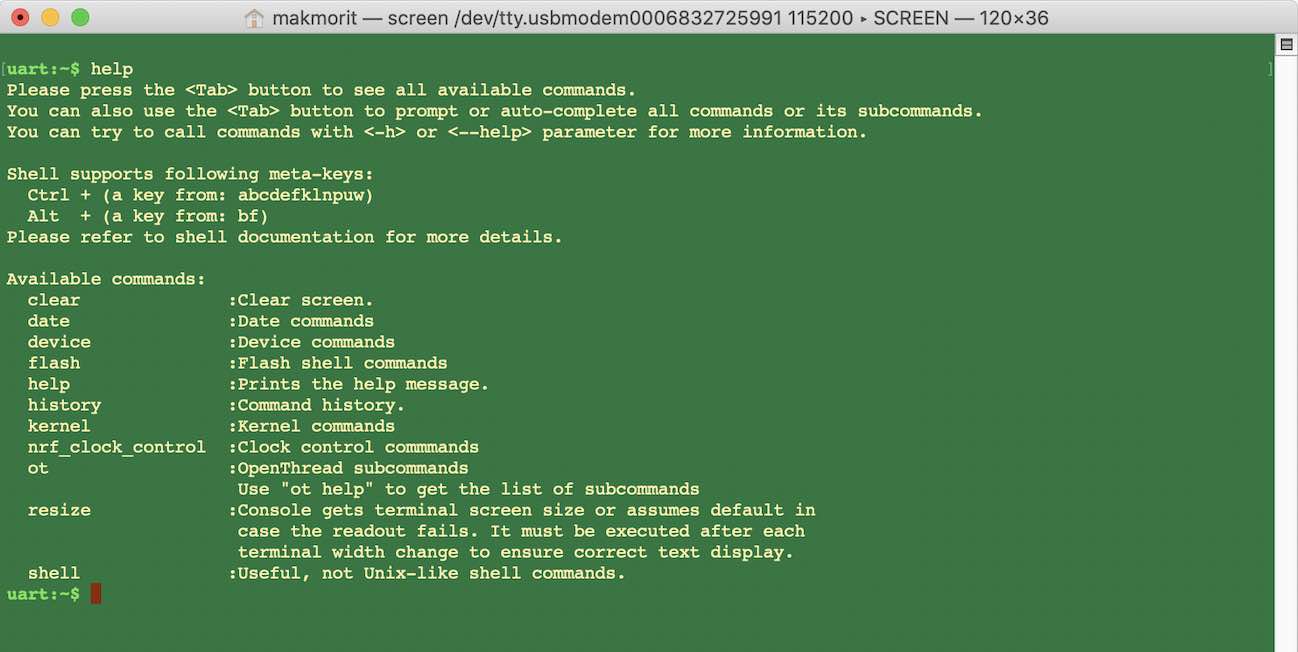 makmorit — screen /dev/tty.usbmodem0006832725991 115200 ▸ SCREEN — 120×36
[uart:~$ help ]
Please press the <Tab> button to see all available commands.
You can also use the <Tab> button to prompt or auto-complete all commands or its subcommands.
You can try to call commands with <-h> or <--help> parameter for more information.
Shell supports following meta-keys:
Ctrl + (a key from: abcdefklnpuw)
Alt  + (a key from: bf)
Please refer to shell documentation for more details.
Available commands:
clear :Clear screen.
date :Date commands
device :Device commands
flash :Flash shell commands
help :Prints the help message.
history :Command history.
kernel :Kernel commands
nrf_clock_control :Clock control commmands
ot :OpenThread subcommands
Use "ot help" to get the list of subcommands
resize :Console gets terminal screen size or assumes default in
case the readout fails. It must be executed after each
terminal width change to ensure correct text display.
shell :Useful, not Unix-like shell commands.
uart:~$